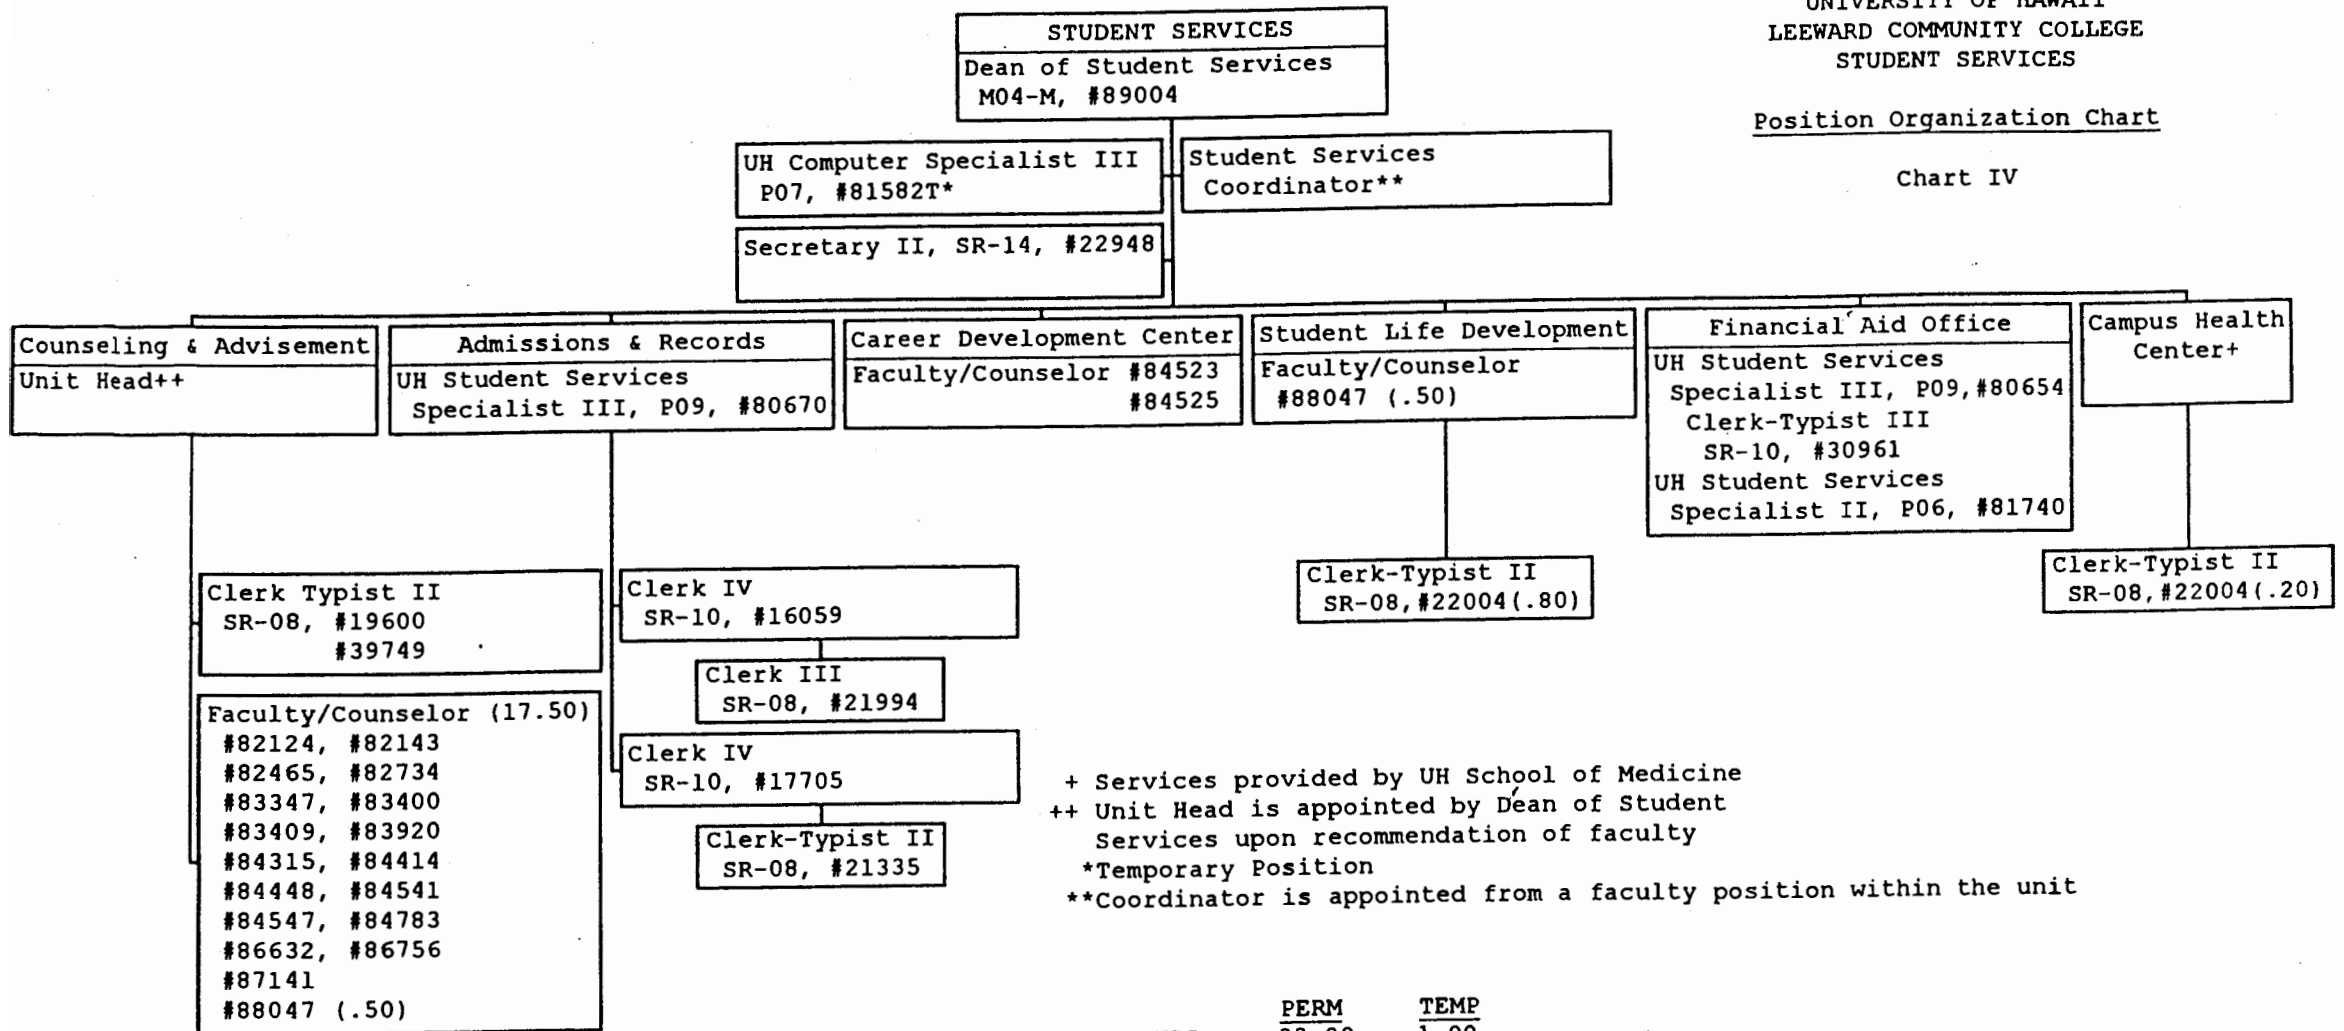 UNIVERSITY OF HAWAII
LEEWARD COMMUNITY COLLEGE
STUDENT SERVICES
Position Organization Chart
Chart IV
STUDENT SERVICES
Dean of Student Services
M04-M, #89004
UH Computer Specialist III
P07, #81582T*
Student Services
Coordinator**
Secretary II, SR-14, #22948
Counseling & Advisement
Unit Head++
Admissions & Records
UH Student Services
Specialist III, P09, #80670
Career Development Center
Faculty/Counselor #84523
#84525
Student Life Development
Faculty/Counselor
#88047 (.50)
Financial Aid Office
UH Student Services
Specialist III, P09,#80654
Clerk-Typist III
SR-10, #30961
UH Student Services
Specialist II, P06, #81740
Campus Health
Center+
Clerk Typist II
SR-08, #19600
#39749
Faculty/Counselor (17.50)
#82124, #82143
#82465, #82734
#83347, #83400
#83409, #83920
#84315, #84414
#84448, #84541
#84547, #84783
#86632, #86756
#87141
#88047 (.50)
Clerk IV
SR-10, #16059
Clerk III
SR-08, #21994
Clerk IV
SR-10, #17705
Clerk-Typist II
SR-08, #21335
Clerk-Typist II
SR-08,#22004(.80)
Clerk-Typist II
SR-08,#22004(.20)
+ Services provided by UH School of Medicine
++ Unit Head is appointed by Dean of Student
Services upon recommendation of faculty
*Temporary Position
**Coordinator is appointed from a faculty position within the unit
PERM TEMP